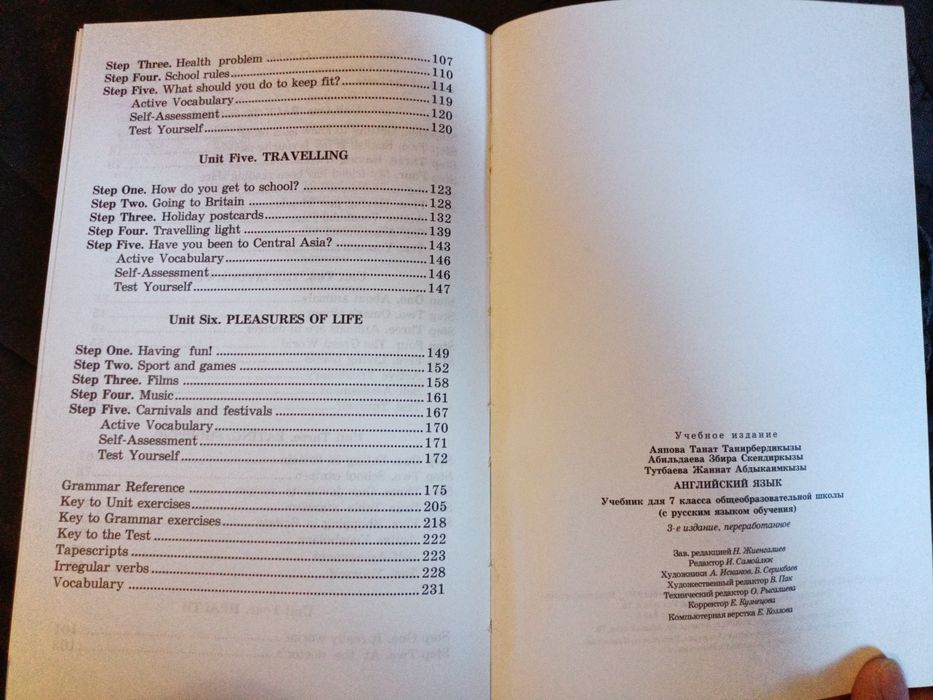 Step Three. Health problem ........ 107
Step Four. School rules ........ 110
Step Five. What should you do to keep fit? ........ 114
Active Vocabulary ........ 119
Self-Assessment ........ 120
Test Yourself ........ 120
Unit Five. TRAVELLING
Step One. How do you get to school? ........ 123
Step Two. Going to Britain ........ 128
Step Three. Holiday postcards ........ 132
Step Four. Travelling light ........ 139
Step Five. Have you been to Central Asia? ........ 143
Active Vocabulary ........ 146
Self-Assessment ........ 146
Test Yourself ........ 147
Unit Six. PLEASURES OF LIFE
Step One. Having fun! ........ 149
Step Two. Sport and games ........ 152
Step Three. Films ........ 158
Step Four. Music ........ 161
Step Five. Carnivals and festivals ........ 167
Active Vocabulary ........ 170
Self-Assessment ........ 171
Test Yourself ........ 172
Grammar Reference ........ 175
Key to Unit exercises ........ 205
Key to Grammar exercises ........ 218
Key to the Test ........ 222
Tapescripts ........ 223
Irregular verbs ........ 228
Vocabulary ........ 231
Учебное издание
Аяпова Танат Танирбердикызы
Абильдаева Збира Скендиркызы
Тутбаева Жаннат Абдыкаимкызы
АНГЛИЙСКИЙ ЯЗЫК
Учебник для 7 класса общеобразовательной школы
(с русским языком обучения)
3-е издание, переработанное
Зав. редакцией Н. Жиенгалиев
Редактор И. Самойлюк
Художники А. Искаков, Б. Серикбаев
Художественный редактор В. Пак
Технический редактор О. Рысалиева
Корректор Е. Кузнецова
Компьютерная верстка Е. Козлова